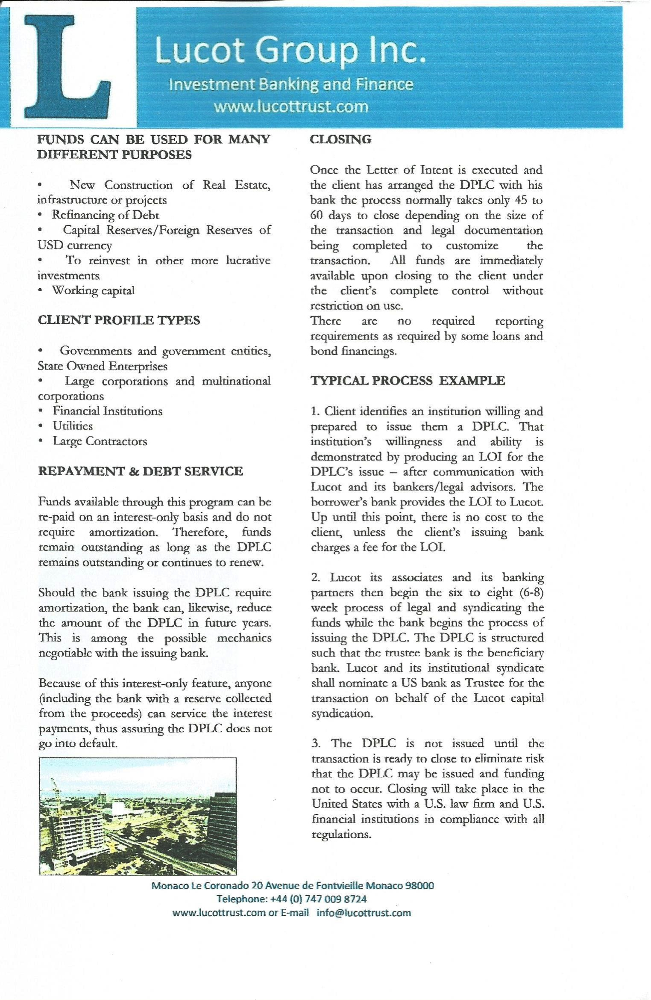 L
Lucot Group Inc.
Investment Banking and Finance
www.lucottrust.com
FUNDS CAN BE USED FOR MANY
DIFFERENT PURPOSES
• New Construction of Real Estate,
infrastructure or projects
• Refinancing of Debt
• Capital Reserves/Foreign Reserves of
USD currency
• To reinvest in other more lucrative
investments
• Working capital
CLIENT PROFILE TYPES
• Governments and government entities,
State Owned Enterprises
• Large corporations and multinational
corporations
• Financial Institutions
• Utilities
• Large Contractors
REPAYMENT & DEBT SERVICE
Funds available through this program can be
re-paid on an interest-only basis and do not
require amortization. Therefore, funds
remain outstanding as long as the DPLC
remains outstanding or continues to renew.
Should the bank issuing the DPLC require
amortization, the bank can, likewise, reduce
the amount of the DPLC in future years.
This is among the possible mechanics
negotiable with the issuing bank.
Because of this interest-only feature, anyone
(including the bank with a reserve collected
from the proceeds) can service the interest
payments, thus assuring the DPLC does not
go into default.
CLOSING
Once the Letter of Intent is executed and
the client has arranged the DPLC with his
bank the process normally takes only 45 to
60 days to close depending on the size of
the transaction and legal documentation
being completed to customize the
transaction. All funds are immediately
available upon closing to the client under
the client's complete control without
restriction on use.
There are no required reporting
requirements as required by some loans and
bond financings.
TYPICAL PROCESS EXAMPLE
1. Client identifies an institution willing and
prepared to issue them a DPLC. That
institution's willingness and ability is
demonstrated by producing an LOI for the
DPLC's issue – after communication with
Lucot and its bankers/legal advisors. The
borrower's bank provides the LOI to Lucot.
Up until this point, there is no cost to the
client, unless the client's issuing bank
charges a fee for the LOI.
2. Lucot its associates and its banking
partners then begin the six to eight (6-8)
week process of legal and syndicating the
funds while the bank begins the process of
issuing the DPLC. The DPLC is structured
such that the trustee bank is the beneficiary
bank. Lucot and its institutional syndicate
shall nominate a US bank as Trustee for the
transaction on behalf of the Lucot capital
syndication.
3. The DPLC is not issued until the
transaction is ready to close to eliminate risk
that the DPLC may be issued and funding
not to occur. Closing will take place in the
United States with a U.S. law firm and U.S.
financial institutions in compliance with all
regulations.
Monaco Le Coronado 20 Avenue de Fontvieille Monaco 98000
Telephone: +44 (0) 747 009 8724
www.lucottrust.com or E-mail info@lucottrust.com